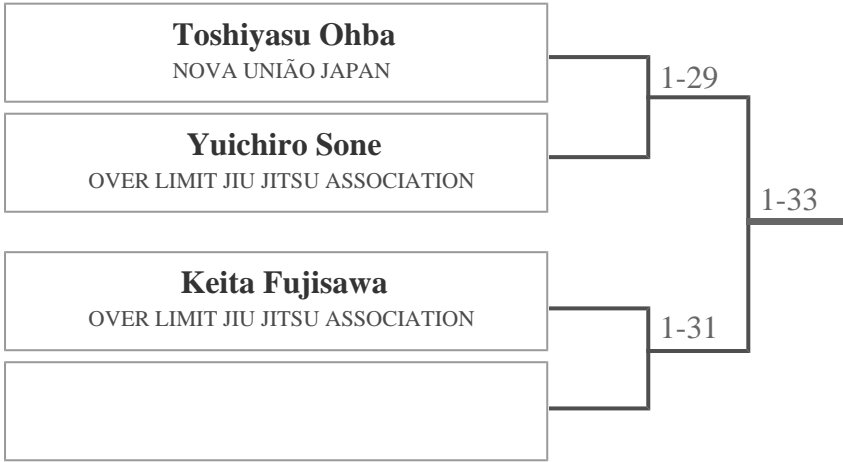 Toshiyasu Ohba
NOVA UNIÃO JAPAN
1-29
Yuichiro Sone
OVER LIMIT JIU JITSU ASSOCIATION
1-33
Keita Fujisawa
OVER LIMIT JIU JITSU ASSOCIATION
1-31